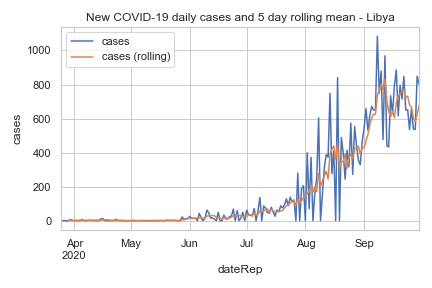 New COVID-19 daily cases and 5 day rolling mean - Libya
cases
cases (rolling)
1000
800
600
400
200
0
cases
Apr
2020
May
Jun
Jul
Aug
Sep
dateRep